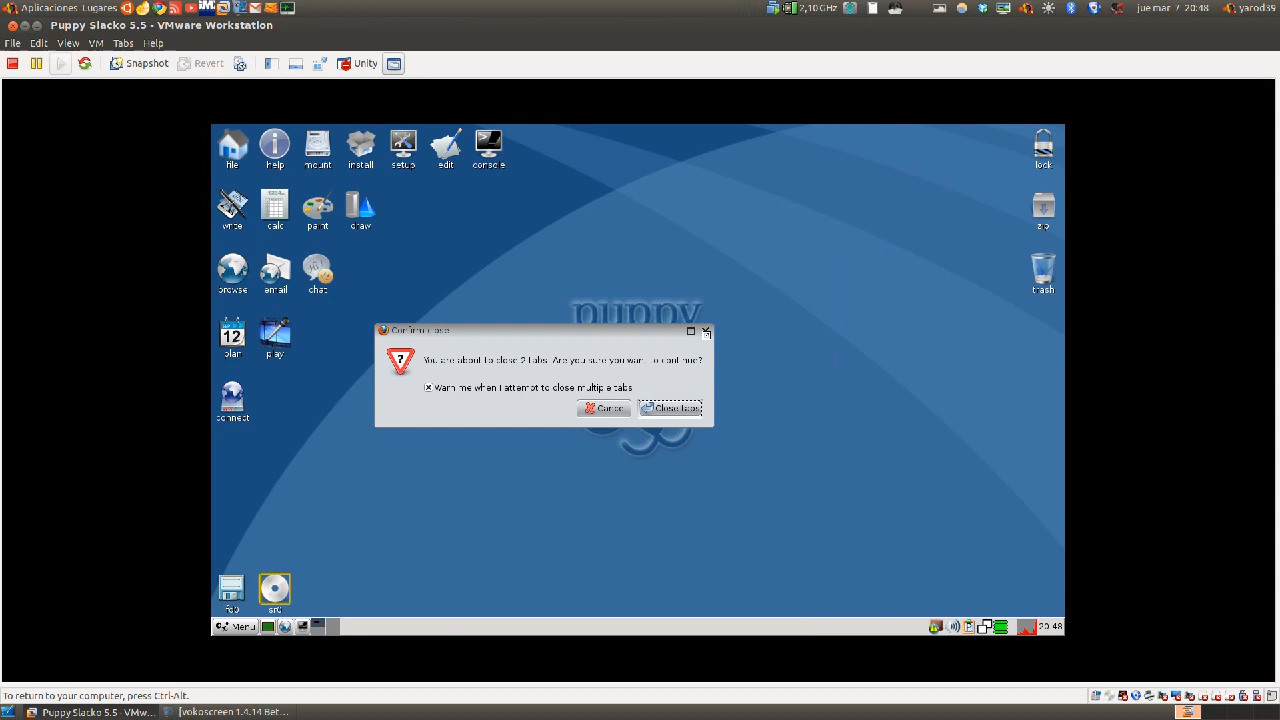 Aplicaciones Lugares
2,10 GHz
jue mar 7 20:48
yarod39
Puppy Slacko 5.5 - VMware Workstation
File Edit View VM Tabs Help
Snapshot
Revert
Unity
file help mount install setup edit console
lock
write calc paint draw
zip
browse email chat
trash
12
plan play
connect
puppy
Confirm close
You are about to close 2 tabs. Are you sure you want to continue?
Warn me when I attempt to close multiple tabs
Cancel
Close tabs
fd0 sr0
Menu
20:48
To return to your computer, press Ctrl-Alt.
Puppy Slacko 5.5 - VMw...
[vokoscreen 1.4.14 Bet...